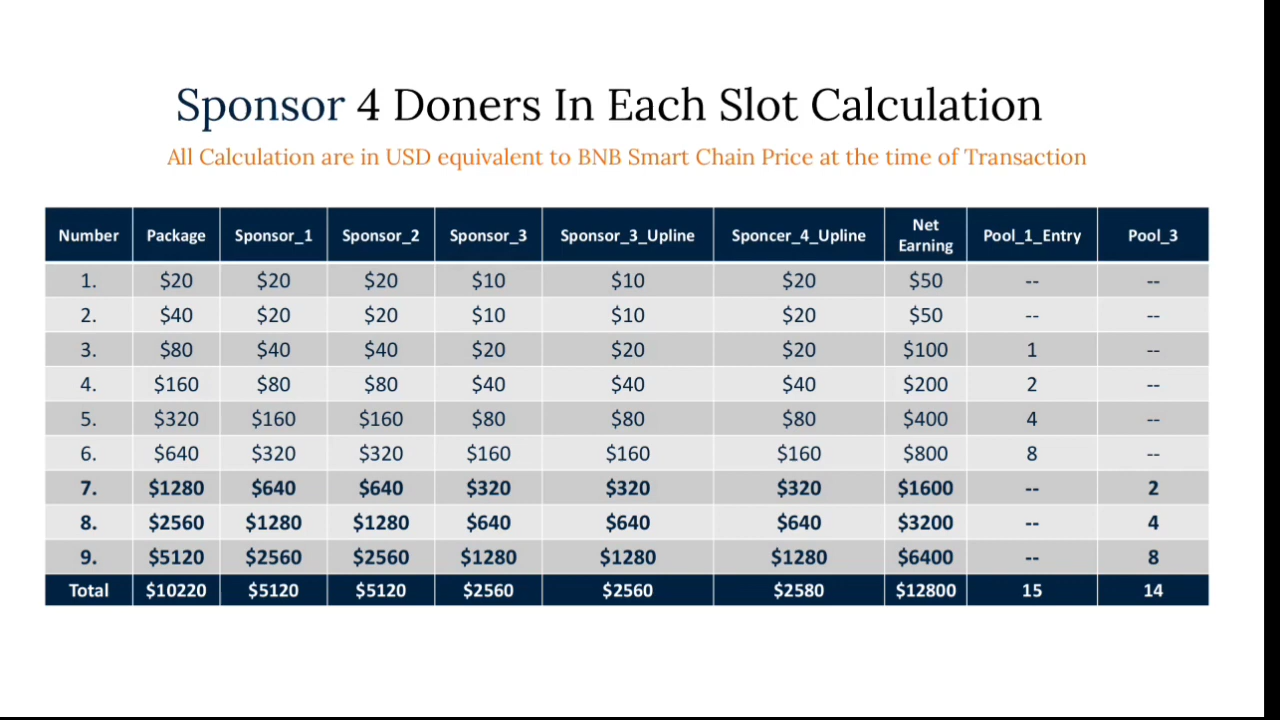 Sponsor 4 Doners In Each Slot Calculation
All Calculation are in USD equivalent to BNB Smart Chain Price at the time of Transaction
Number Package Sponsor_1 Sponsor_2 Sponsor_3 Sponsor_3_Upline Sponcer_4_Upline Net Earning Pool_1_Entry Pool_3
1. $20 $20 $20 $10 $10 $20 $50 -- --
2. $40 $20 $20 $10 $10 $20 $50 -- --
3. $80 $40 $40 $20 $20 $20 $100 1 --
4. $160 $80 $80 $40 $40 $40 $200 2 --
5. $320 $160 $160 $80 $80 $80 $400 4 --
6. $640 $320 $320 $160 $160 $160 $800 8 --
7. $1280 $640 $640 $320 $320 $320 $1600 -- 2
8. $2560 $1280 $1280 $640 $640 $640 $3200 -- 4
9. $5120 $2560 $2560 $1280 $1280 $1280 $6400 -- 8
Total $10220 $5120 $5120 $2560 $2560 $2580 $12800 15 14